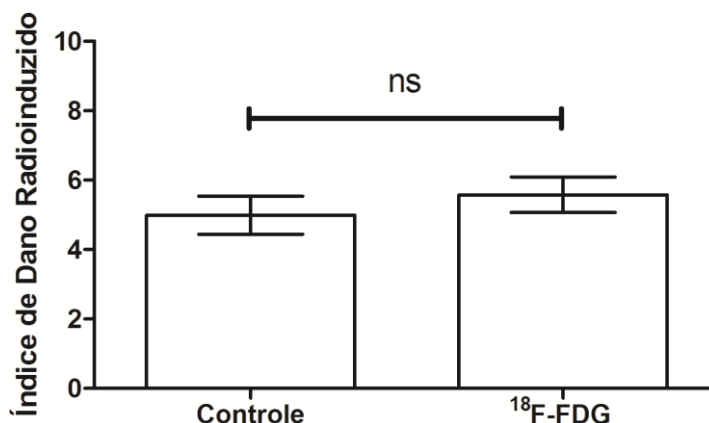 Índice de Dano Radioinduzido
10
8
6
4
2
0
ns
Controle
¹⁸F-FDG